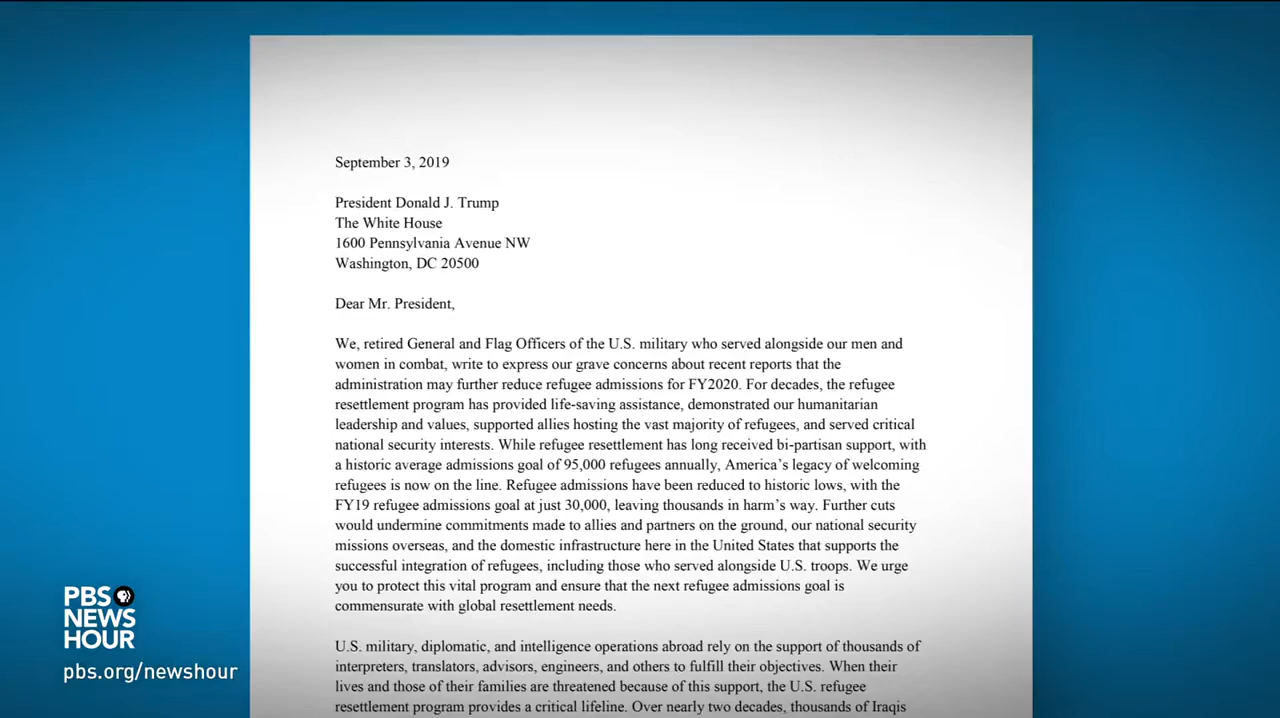 September 3, 2019
President Donald J. Trump
The White House
1600 Pennsylvania Avenue NW
Washington, DC 20500
Dear Mr. President,
We, retired General and Flag Officers of the U.S. military who served alongside our men and
women in combat, write to express our grave concerns about recent reports that the
administration may further reduce refugee admissions for FY2020. For decades, the refugee
resettlement program has provided life-saving assistance, demonstrated our humanitarian
leadership and values, supported allies hosting the vast majority of refugees, and served critical
national security interests. While refugee resettlement has long received bi-partisan support, with
a historic average admissions goal of 95,000 refugees annually, America's legacy of welcoming
refugees is now on the line. Refugee admissions have been reduced to historic lows, with the
FY19 refugee admissions goal at just 30,000, leaving thousands in harm's way. Further cuts
would undermine commitments made to allies and partners on the ground, our national security
missions overseas, and the domestic infrastructure here in the United States that supports the
successful integration of refugees, including those who served alongside U.S. troops. We urge
you to protect this vital program and ensure that the next refugee admissions goal is
commensurate with global resettlement needs.
U.S. military, diplomatic, and intelligence operations abroad rely on the support of thousands of
interpreters, translators, advisors, engineers, and others to fulfill their objectives. When their
lives and those of their families are threatened because of this support, the U.S. refugee
resettlement program provides a critical lifeline. Over nearly two decades, thousands of Iraqis
PBS
NEWS
HOUR
pbs.org/newshour